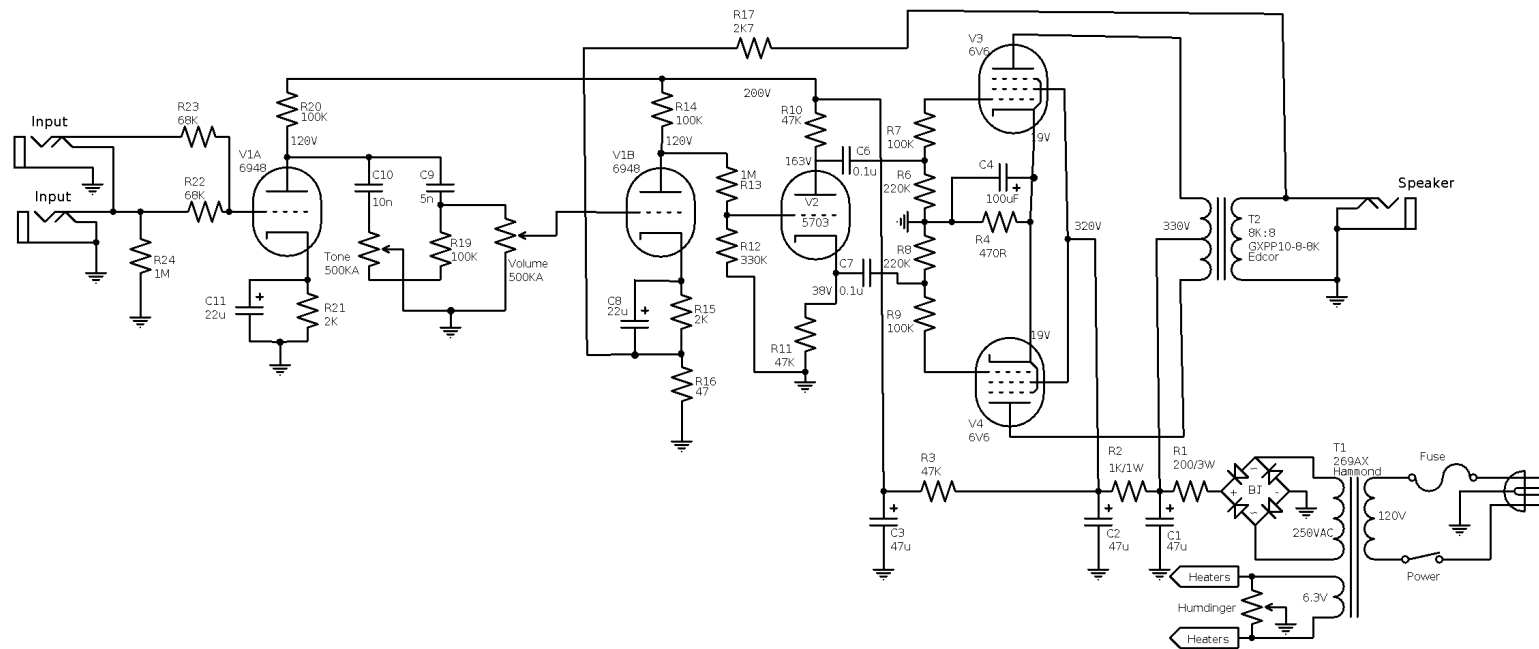 R17
2K7
V3
6V6
R23
68K
Input
R20
100K
R14
100K
200V
R10
47K
R7
100K
19V
120V
120V
V1A
6948
V1B
6948
C10
10n
C9
5n
1M
R13
163V
C6
0.1u
C4
100uF
R6
220K
Input
R22
68K
V2
5703
Speaker
R24
1M
Tone
500KA
R19
100K
Volume
500KA
R12
330K
R4
470R
R8
220K
320V
330V
T2
8K:8
GXPP10-8-8K
Edcor
C7
0.1u
38V
C11
22u
R21
2K
C8
22u
R15
2K
R11
47K
R9
100K
19V
R16
47
V4
6V6
R3
47K
R2
1K/1W
R1
200/3W
T1
269AX
Hammond
Fuse
~
+ BJ -
~
250VAC
120V
C3
47u
C2
47u
C1
47u
Power
Heaters
6.3V
Humdinger
Heaters